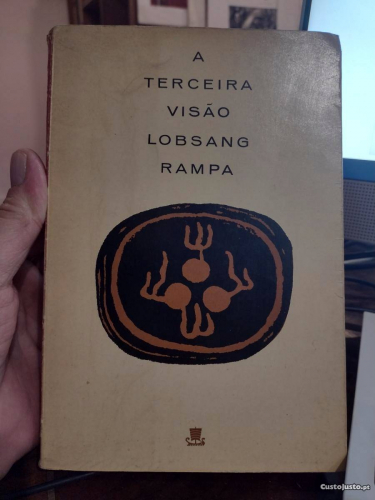 A
TERCEIRA
VISÃO
LOBSANG
RAMPA
CustoJusto.pt